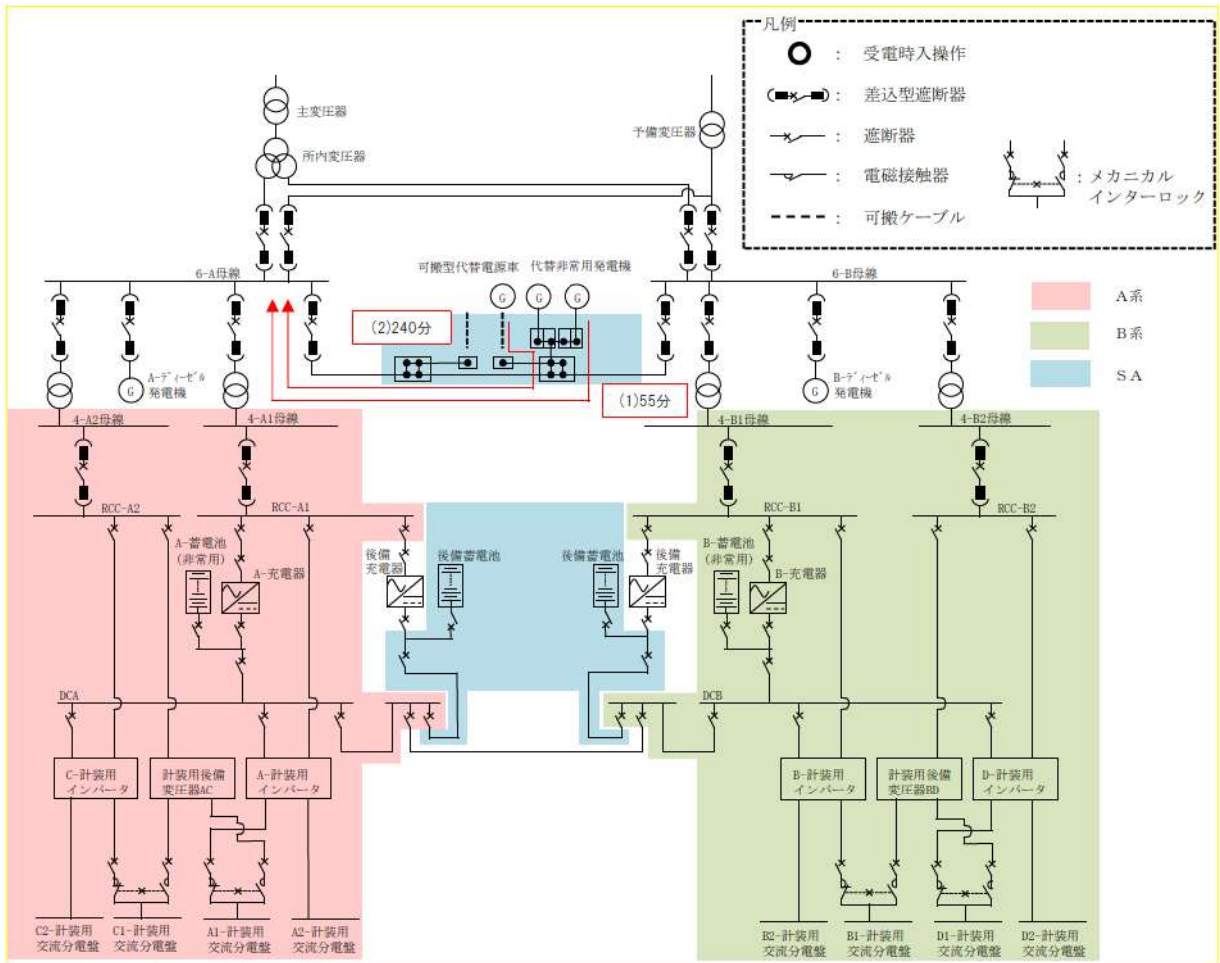 凡例
: 受電時入操作
: 差込型遮断器
: 遮断器
: 電磁接触器
: 可搬ケーブル
: メカニカル
インターロック
主変圧器
所内変圧器
予備変圧器
可搬型代替電源車
代替非常用発電機
6-A母線
6-B母線
G
G
G
(2)240分
(1)55分
A系
B系
SA
G
A-ディーゼル
発電機
G
B-ディーゼル
発電機
4-A2母線
4-A1母線
4-B1母線
4-B2母線
RCC-A2
RCC-A1
RCC-B1
RCC-B2
A-蓄電池
(非常用)
A-充電器
後備
充電器
後備蓄電池
後備蓄電池
後備
充電器
B-蓄電池
(非常用)
B-充電器
DCA
DCB
C-計装用
インバータ
計装用後備
変圧器AC
A-計装用
インバータ
B-計装用
インバータ
計装用後備
変圧器BD
D-計装用
インバータ
C2-計装用
交流分電盤
C1-計装用
交流分電盤
A1-計装用
交流分電盤
A2-計装用
交流分電盤
B2-計装用
交流分電盤
B1-計装用
交流分電盤
D1-計装用
交流分電盤
D2-計装用
交流分電盤